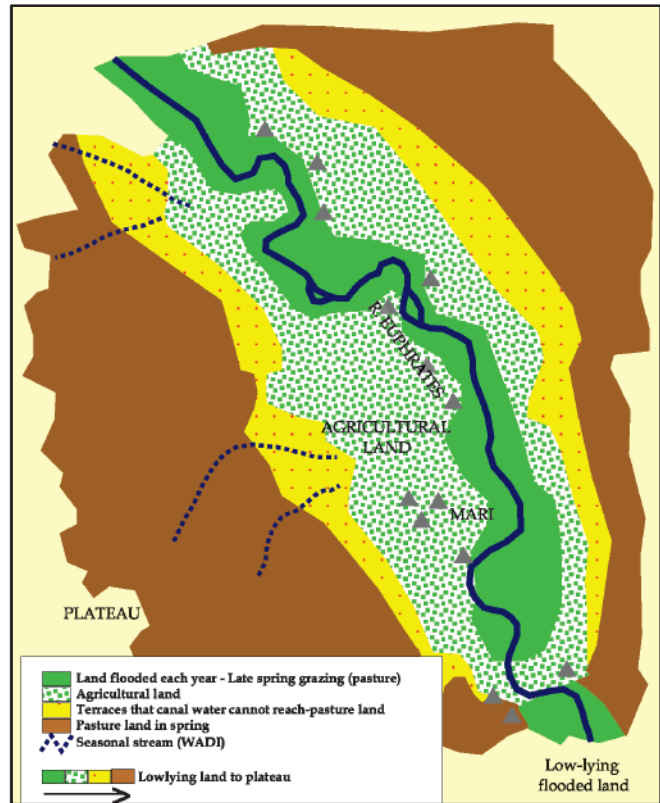 R. EUPHRATES
AGRICULTURAL
LAND
MARI
PLATEAU
Land flooded each year - Late spring grazing (pasture)
Agricultural land
Terraces that canal water cannot reach-pasture land
Pasture land in spring
Seasonal stream (WADI)
Lowlying land to plateau
Low-lying
flooded land